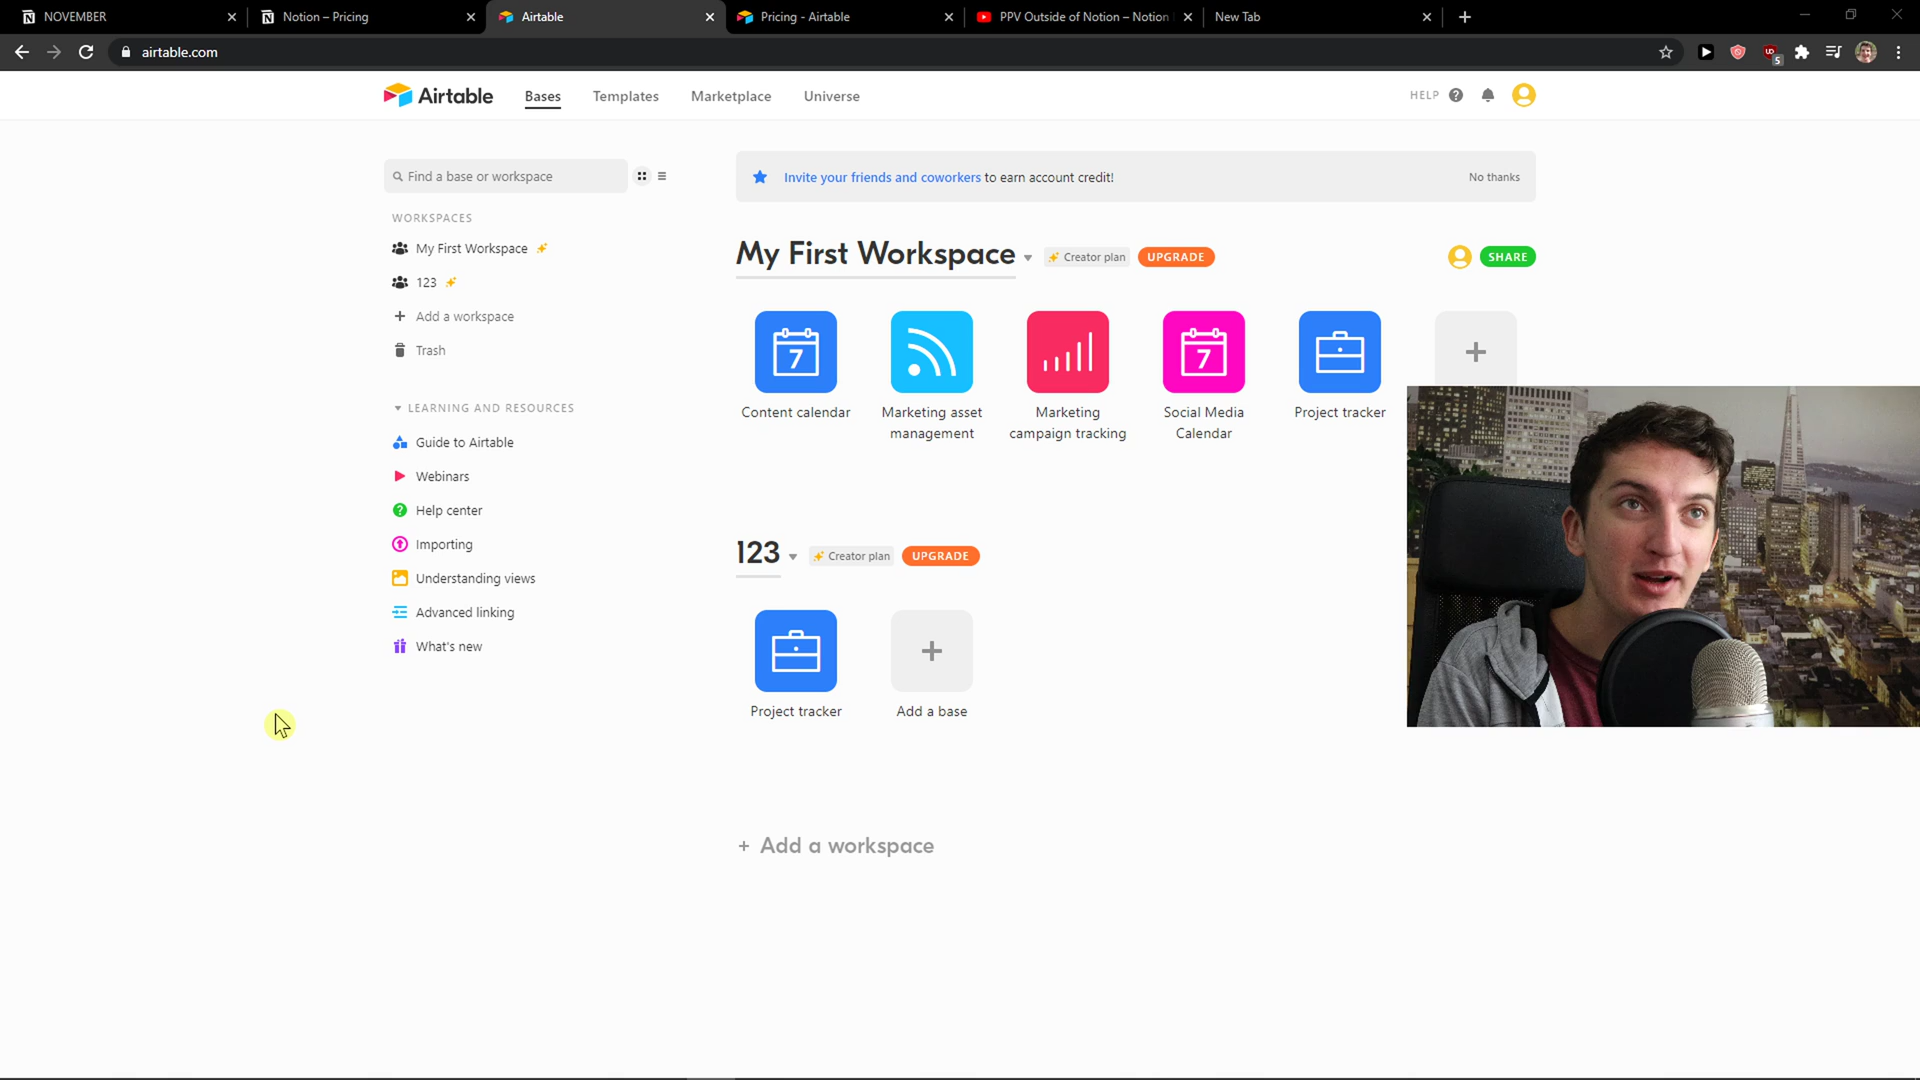 NOVEMBER
Notion – Pricing
Airtable
Pricing - Airtable
PPV Outside of Notion – Notion
New Tab
airtable.com
5
Airtable
Bases
Templates
Marketplace
Universe
HELP
Find a base or workspace
Invite your friends and coworkers to earn account credit!
No thanks
WORKSPACES
My First Workspace
123
Add a workspace
Trash
LEARNING AND RESOURCES
Guide to Airtable
Webinars
Help center
Importing
Understanding views
Advanced linking
What's new
My First Workspace
Creator plan
UPGRADE
SHARE
7
7
Content calendar
Marketing asset
management
Marketing
campaign tracking
Social Media
Calendar
Project tracker
123
Creator plan
UPGRADE
Project tracker
Add a base
+ Add a workspace